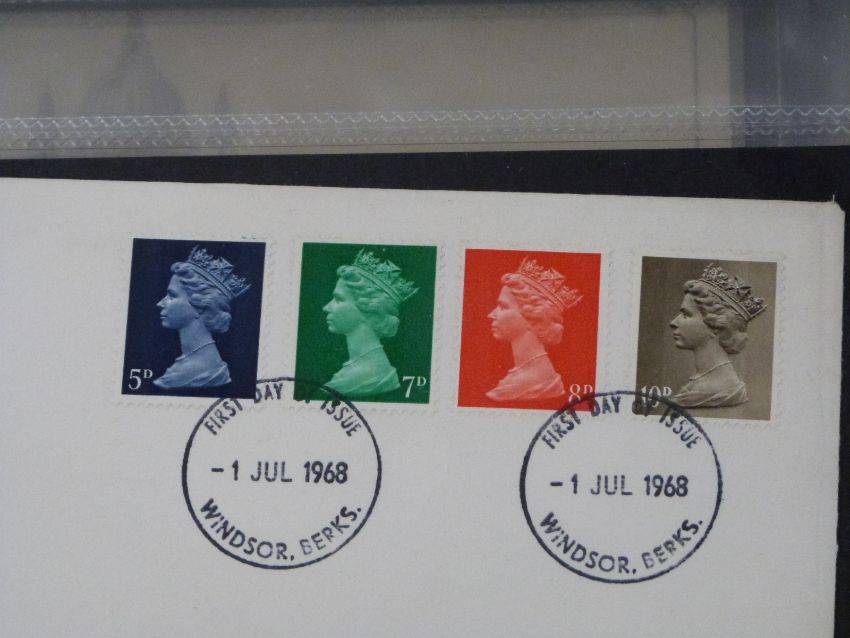 5D
7D
8D
10D
FIRST DAY OF ISSUE
-1 JUL 1968
WINDSOR, BERKS.
FIRST DAY OF ISSUE
-1 JUL 1968
WINDSOR, BERKS.